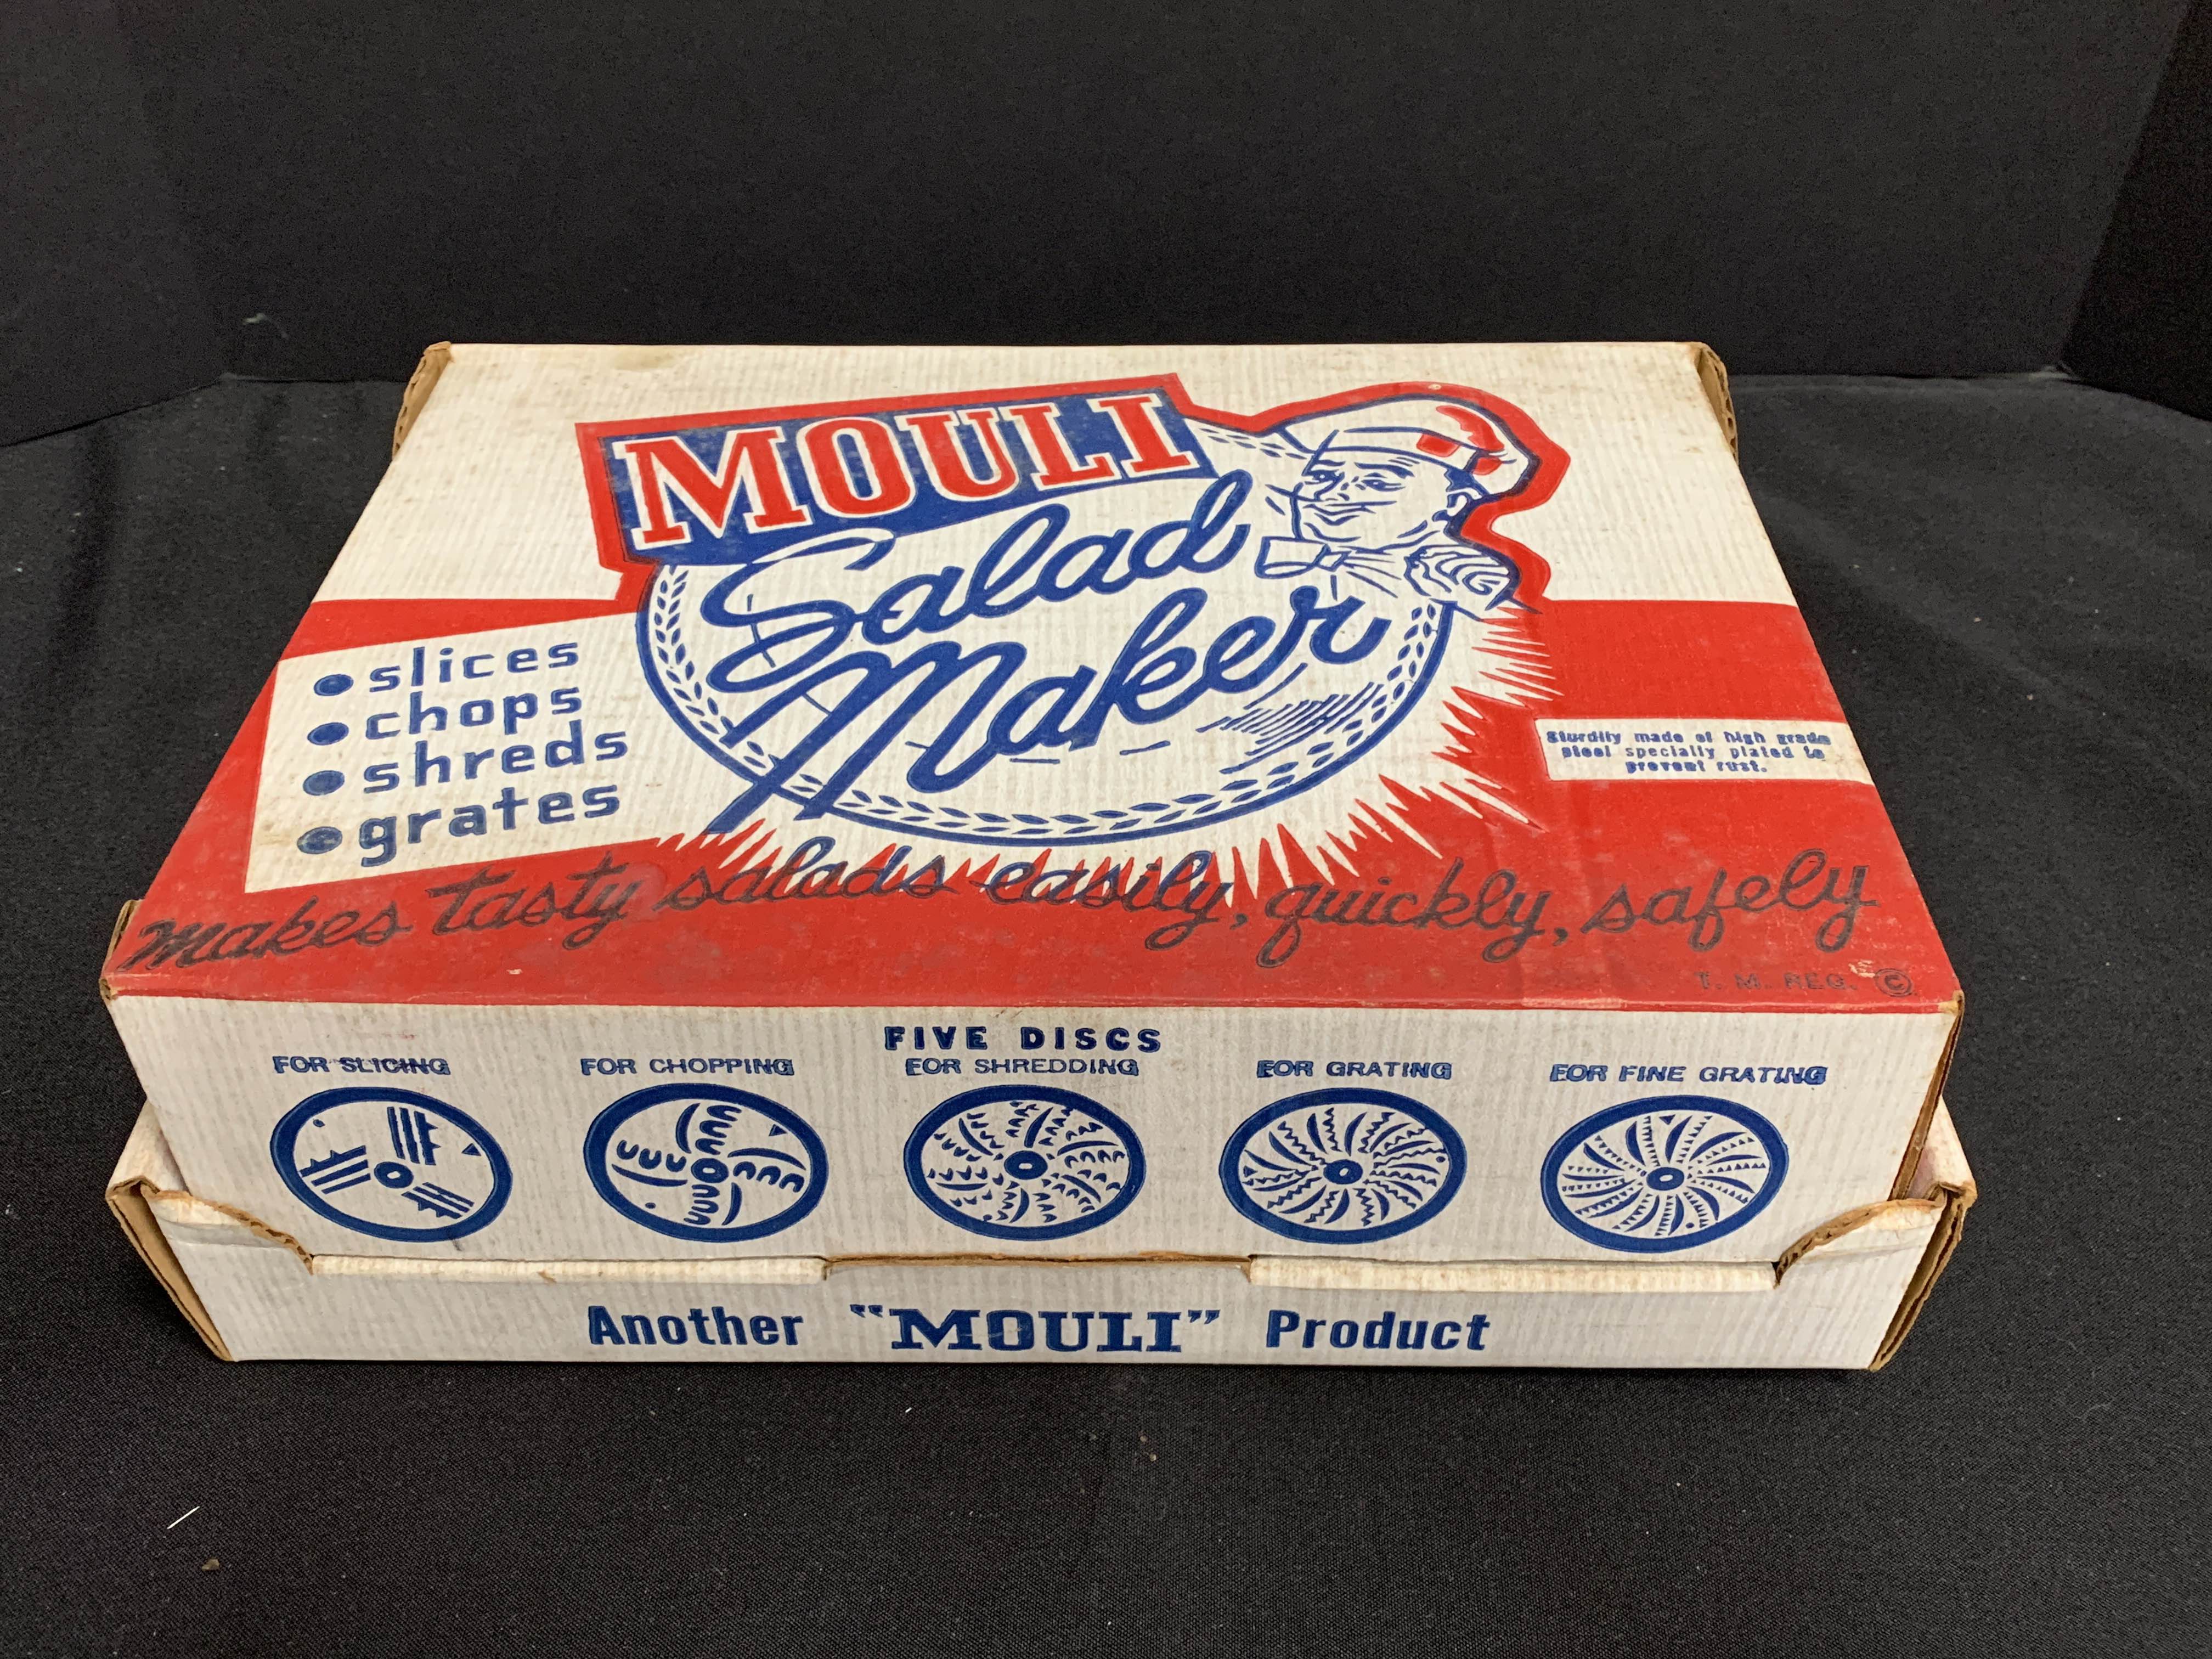 MOULI
Salad
Maker
• slices
• chops
• shreds
• grates
Sturdily made of high grade
steel specially plated to
prevent rust.
makes tasty salads easily, quickly, safely
T. M. REG. ©
FIVE DISCS
FOR SLICING FOR CHOPPING FOR SHREDDING FOR GRATING FOR FINE GRATING
Another "MOULI" Product